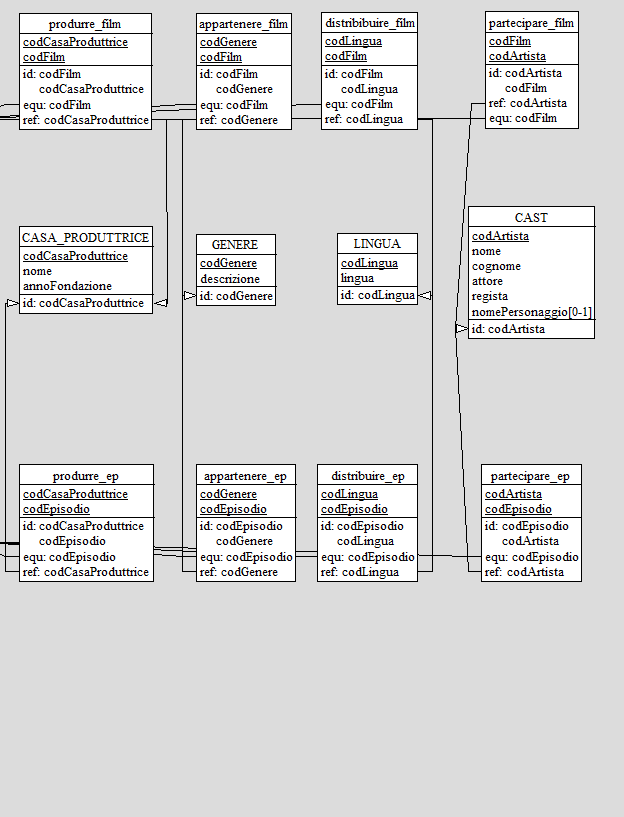 produrre_film
codCasaProduttrice
codFilm
id: codFilm
codCasaProduttrice
equ: codFilm
ref: codCasaProduttrice
appartenere_film
codGenere
codFilm
id: codFilm
codGenere
equ: codFilm
ref: codGenere
distribibuire_film
codLingua
codFilm
id: codFilm
codLingua
equ: codFilm
ref: codLingua
partecipare_film
codFilm
codArtista
id: codArtista
codFilm
ref: codArtista
equ: codFilm
CASA_PRODUTTRICE
codCasaProduttrice
nome
annoFondazione
id: codCasaProduttrice
GENERE
codGenere
descrizione
id: codGenere
LINGUA
codLingua
lingua
id: codLingua
CAST
codArtista
nome
cognome
attore
regista
nomePersonaggio[0-1]
id: codArtista
produrre_ep
codCasaProduttrice
codEpisodio
id: codCasaProduttrice
codEpisodio
equ: codEpisodio
ref: codCasaProduttrice
appartenere_ep
codGenere
codEpisodio
id: codEpisodio
codGenere
equ: codEpisodio
ref: codGenere
distribuire_ep
codLingua
codEpisodio
id: codEpisodio
codLingua
equ: codEpisodio
ref: codLingua
partecipare_ep
codArtista
codEpisodio
id: codEpisodio
codArtista
equ: codEpisodio
ref: codArtista